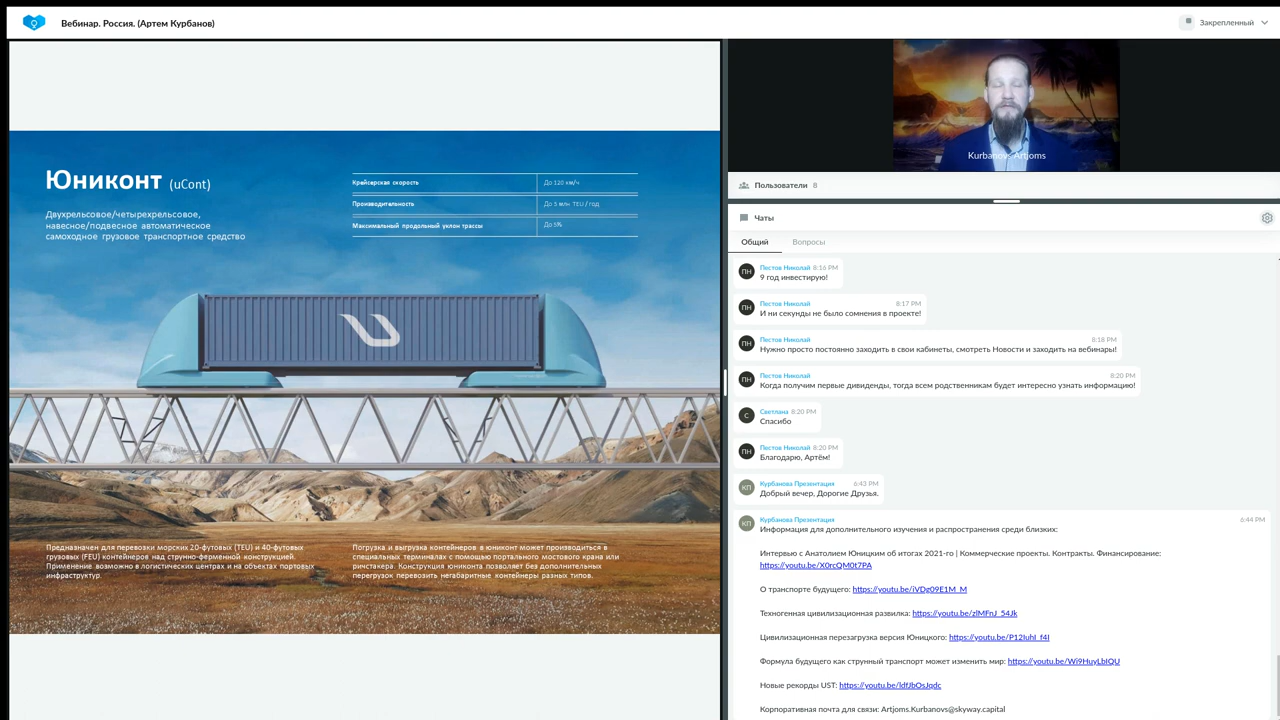 Вебинар. Россия. (Артем Курбанов)
Закрепленный
Юниконт (uCont)
Двухрельсовое/четырехрельсовое,
навесное/подвесное автоматическое
самоходное грузовое транспортное средство
Крейсерская скорость До 120 км/ч
Производительность До 5 млн TEU / год
Максимальный продольный уклон трассы До 5%
Предназначен для перевозки морских 20-футовых (TEU) и 40-футовых
грузовых (FEU) контейнеров над струнно-ферменной конструкцией.
Применение возможно в логистических центрах и на объектах портовых
инфраструктур.
Погрузка и выгрузка контейнеров в юниконт может производиться в
специальных терминалах с помощью портального мостового крана или
ричстакера. Конструкция юниконта позволяет без дополнительных
перегрузок перевозить негабаритные контейнеры разных типов.
Kurbanovs Artjoms
Пользователи 8
Чаты
Общий Вопросы
ПН Пестов Николай 8:16 PM
9 год инвестирую!
ПН Пестов Николай 8:17 PM
И ни секунды не было сомнения в проекте!
ПН Пестов Николай 8:18 PM
Нужно просто постоянно заходить в свои кабинеты, смотреть Новости и заходить на вебинары!
ПН Пестов Николай 8:20 PM
Когда получим первые дивиденды, тогда всем родственникам будет интересно узнать информацию!
С Светлана 8:20 PM
Спасибо
ПН Пестов Николай 8:20 PM
Благодарю, Артём!
КП Курбанова Презентация 6:43 PM
Добрый вечер, Дорогие Друзья.
КП Курбанова Презентация 6:44 PM
Информация для дополнительного изучения и распространения среди близких:
Интервью с Анатолием Юницким об итогах 2021-го | Коммерческие проекты. Контракты. Финансирование:
https://youtu.be/X0rcQM0t7PA
О транспорте будущего: https://youtu.be/iVDg09E1M_M
Техногенная цивилизационная развилка: https://youtu.be/zlMFnJ_54Jk
Цивилизационная перезагрузка версия Юницкого: https://youtu.be/P12IuhI_f4I
Формула будущего как струнный транспорт может изменить мир: https://youtu.be/Wi9HuyLbIQU
Новые рекорды UST: https://youtu.be/ldfJbOsJqdc
Корпоративная почта для связи: Artjoms.Kurbanovs@skyway.capital